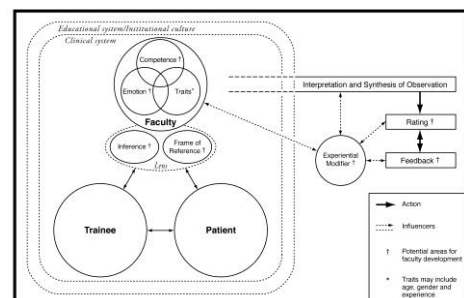 Educational system/Institutional culture
Clinical system
Competence †
Emotion †
Traits*
Faculty
Inference †
Frame of
Reference †
Lens
Trainee
Patient
Interpretation and Synthesis of Observation
Rating †
Experiential
Modifier †
Feedback †
Action
Influencers
† Potential areas for
faculty development
* Traits may include
age, gender and
experience